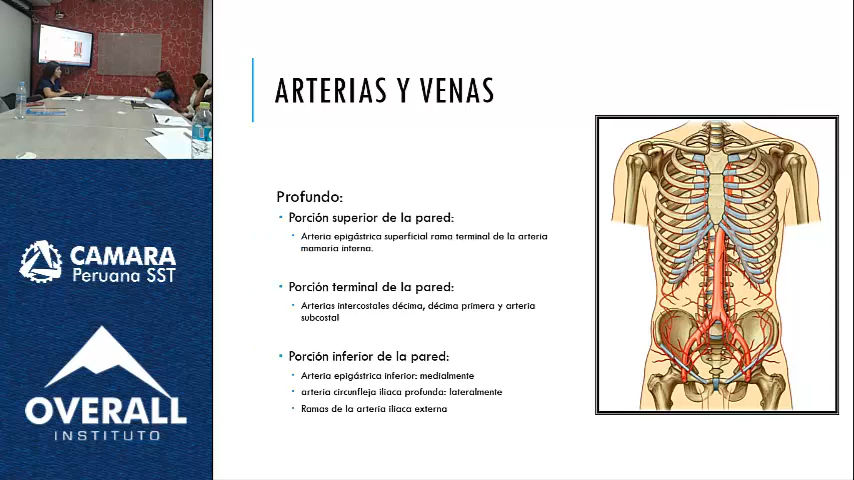 ARTERIAS Y VENAS
Profundo:
Porción superior de la pared:
Arteria epigástrica superficial rama terminal de la arteria
mamaria interna.
Porción terminal de la pared:
Arterias intercostales décima, décima primera y arteria
subcostal
Porción inferior de la pared:
Arteria epigástrica inferior: medialmente
arteria circunfleja iliaca profunda: lateralmente
Ramas de la arteria iliaca externa
CAMARA
Peruana SST
OVERALL
INSTITUTO